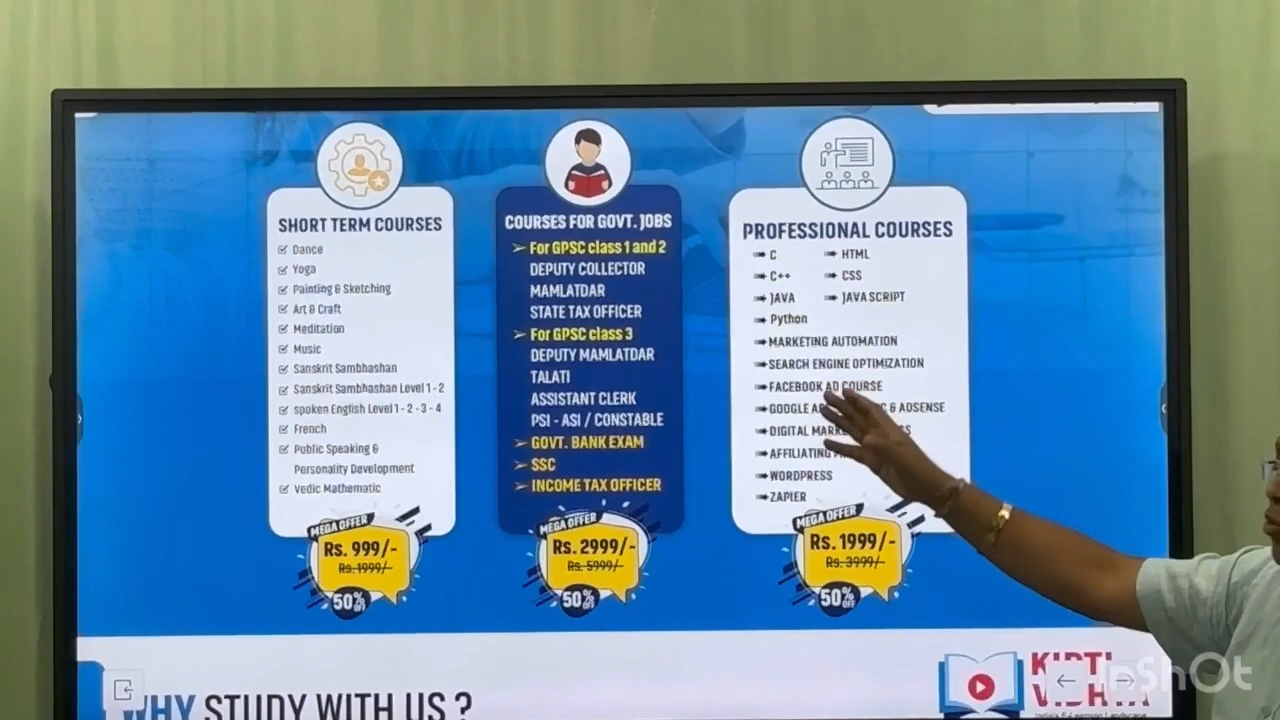 SHORT TERM COURSES
Dance
Yoga
Painting & Sketching
Art & Craft
Meditation
Music
Sanskrit Sambhashan
Sanskrit Sambhashan Level 1 - 2
spoken English Level 1 - 2 - 3 - 4
French
Public Speaking &
Personality Development
Vedic Mathematic
MEGA OFFER
Rs. 999/-
Rs. 1999/-
50% OFF
COURSES FOR GOVT. JOBS
➢ For GPSC class 1 and 2
DEPUTY COLLECTOR
MAMLATDAR
STATE TAX OFFICER
➢ For GPSC class 3
DEPUTY MAMLATDAR
TALATI
ASSISTANT CLERK
PSI - ASI / CONSTABLE
➢ GOVT. BANK EXAM
➢ SSC
➢ INCOME TAX OFFICER
MEGA OFFER
Rs. 2999/-
Rs. 5999/-
50% OFF
PROFESSIONAL COURSES
C HTML
C++ CSS
JAVA JAVA SCRIPT
Python
MARKETING AUTOMATION
SEARCH ENGINE OPTIMIZATION
FACEBOOK AD COURSE
GOOGLE & ADSENSE
DIGITAL
AFFILIATING
WORDPRESS
ZAPIER
MEGA OFFER
Rs. 1999/-
Rs. 3999/-
50% OFF
WHY STUDY WITH US ?
KIRTI
VIDHYA
InShOt